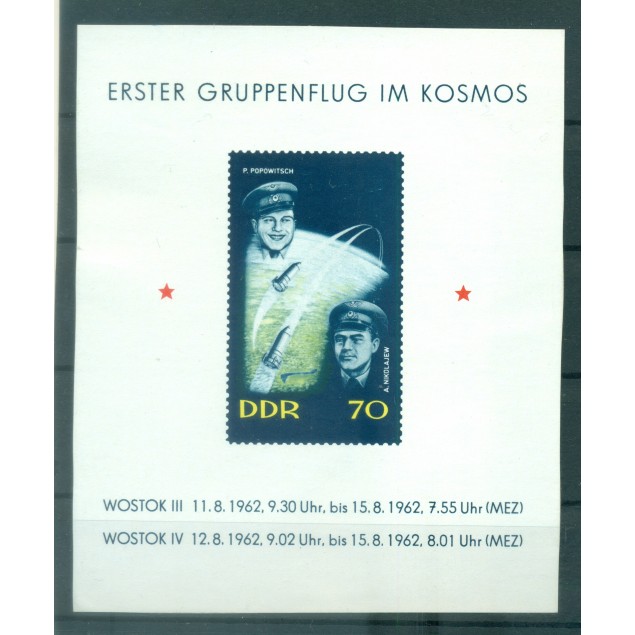 ERSTER GRUPPENFLUG IM KOSMOS
P. POPOWITSCH
A. NIKOLAJEW
DDR 70
WOSTOK III 11.8.1962, 9.30 Uhr, bis 15.8.1962, 7.55 Uhr (MEZ)
WOSTOK IV 12.8.1962, 9.02 Uhr, bis 15.8.1962, 8.01 Uhr (MEZ)